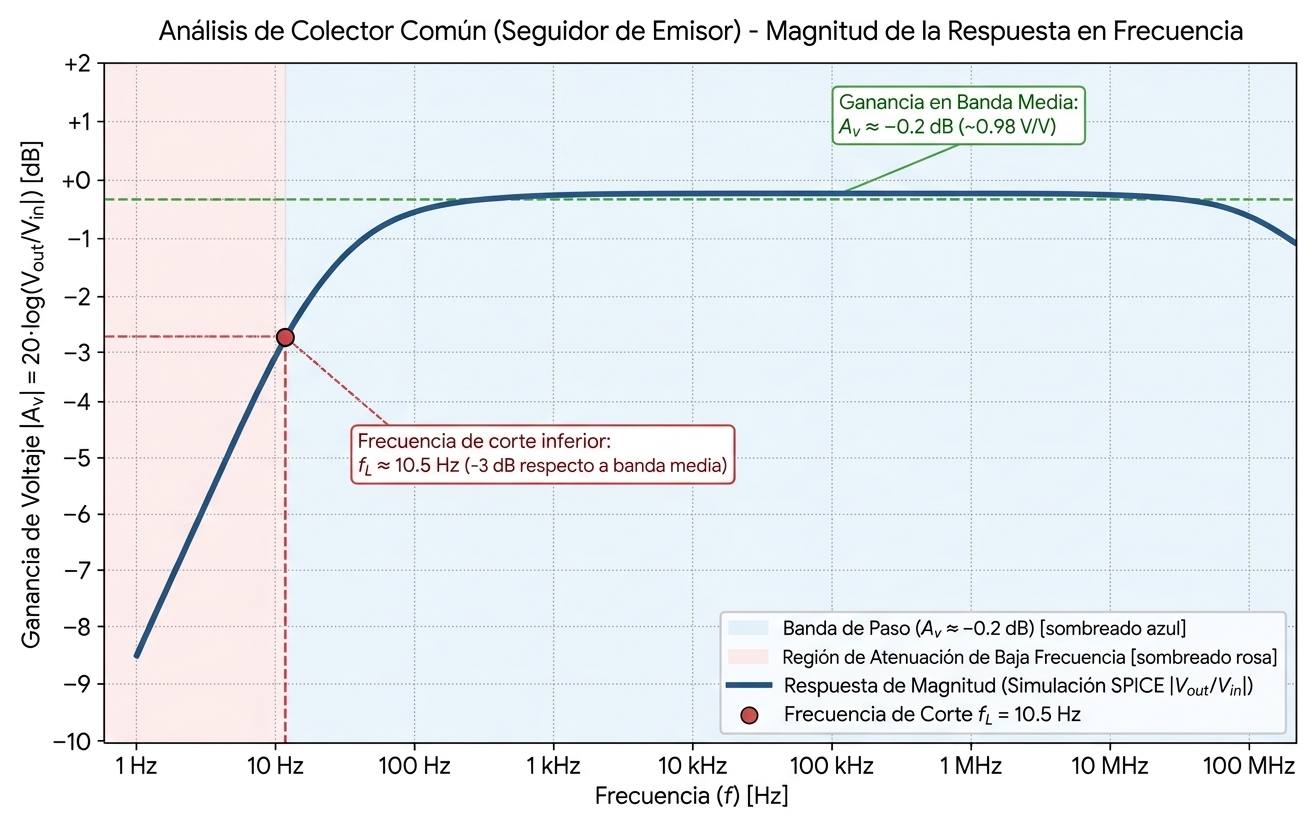 Análisis de Colector Común (Seguidor de Emisor) - Magnitud de la Respuesta en Frecuencia
Ganancia de Voltaje |Aᵥ| = 20·log(V_out/V_in|) [dB]
+2
+1
+0
−1
−2
−3
−4
−5
−6
−7
−8
−9
−10
Ganancia en Banda Media:
Aᵥ ≈ −0.2 dB (~0.98 V/V)
Frecuencia de corte inferior:
f_L ≈ 10.5 Hz (-3 dB respecto a banda media)
Banda de Paso (Aᵥ ≈ −0.2 dB) [sombreado azul]
Región de Atenuación de Baja Frecuencia [sombreado rosa]
Respuesta de Magnitud (Simulación SPICE |V_out/V_in|)
Frecuencia de Corte f_L = 10.5 Hz
1 Hz 10 Hz 100 Hz 1 kHz 10 kHz 100 kHz 1 MHz 10 MHz 100 MHz
Frecuencia (f) [Hz]